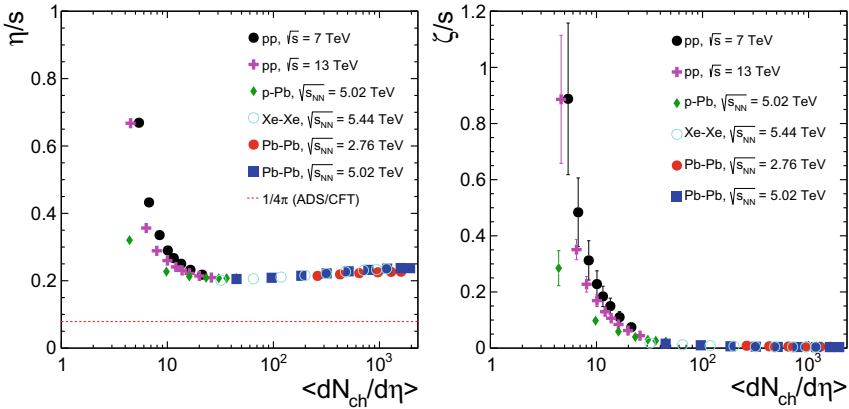 η/s
1
0.8
0.6
0.4
0.2
0
pp, √s = 7 TeV
pp, √s = 13 TeV
p-Pb, √s_NN = 5.02 TeV
Xe-Xe, √s_NN = 5.44 TeV
Pb-Pb, √s_NN = 2.76 TeV
Pb-Pb, √s_NN = 5.02 TeV
1/4π (ADS/CFT)
1 10 10² 10³
<dN_ch/dη>
ζ/s
1.2
1
0.8
0.6
0.4
0.2
0
pp, √s = 7 TeV
pp, √s = 13 TeV
p-Pb, √s_NN = 5.02 TeV
Xe-Xe, √s_NN = 5.44 TeV
Pb-Pb, √s_NN = 2.76 TeV
Pb-Pb, √s_NN = 5.02 TeV
1 10 10² 10³
<dN_ch/dη>